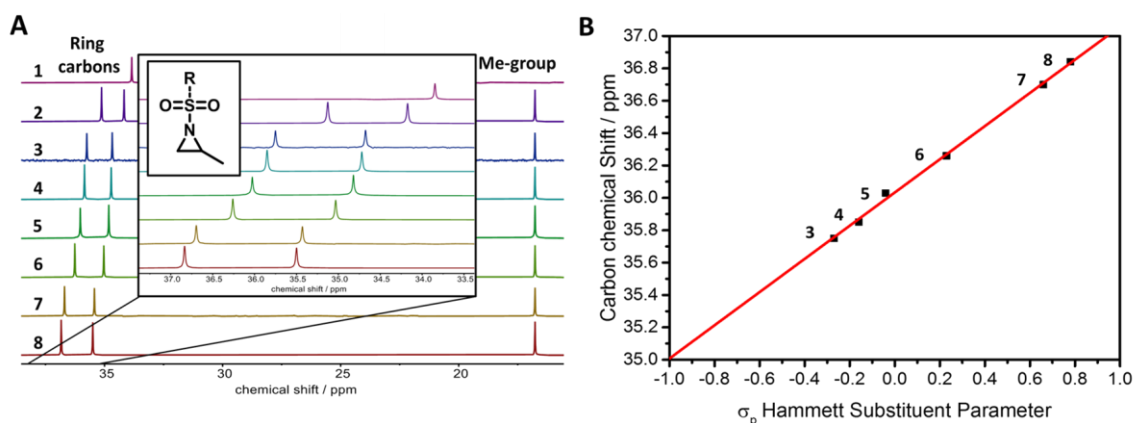 A
Ring
carbons
Me-group
1
2
3
4
5
6
7
8
R
O=S=O
N
37.0 36.5 36.0 35.5 35.0 34.5 34.0 33.5
chemical shift / ppm
35 30 25 20
chemical shift / ppm
B
37.0
36.8
36.6
36.4
36.2
36.0
35.8
35.6
35.4
35.2
35.0
Carbon chemical Shift / ppm
3
4
5
6
7
8
-1.0 -0.8 -0.6 -0.4 -0.2 0.0 0.2 0.4 0.6 0.8 1.0
σp Hammett Substituent Parameter